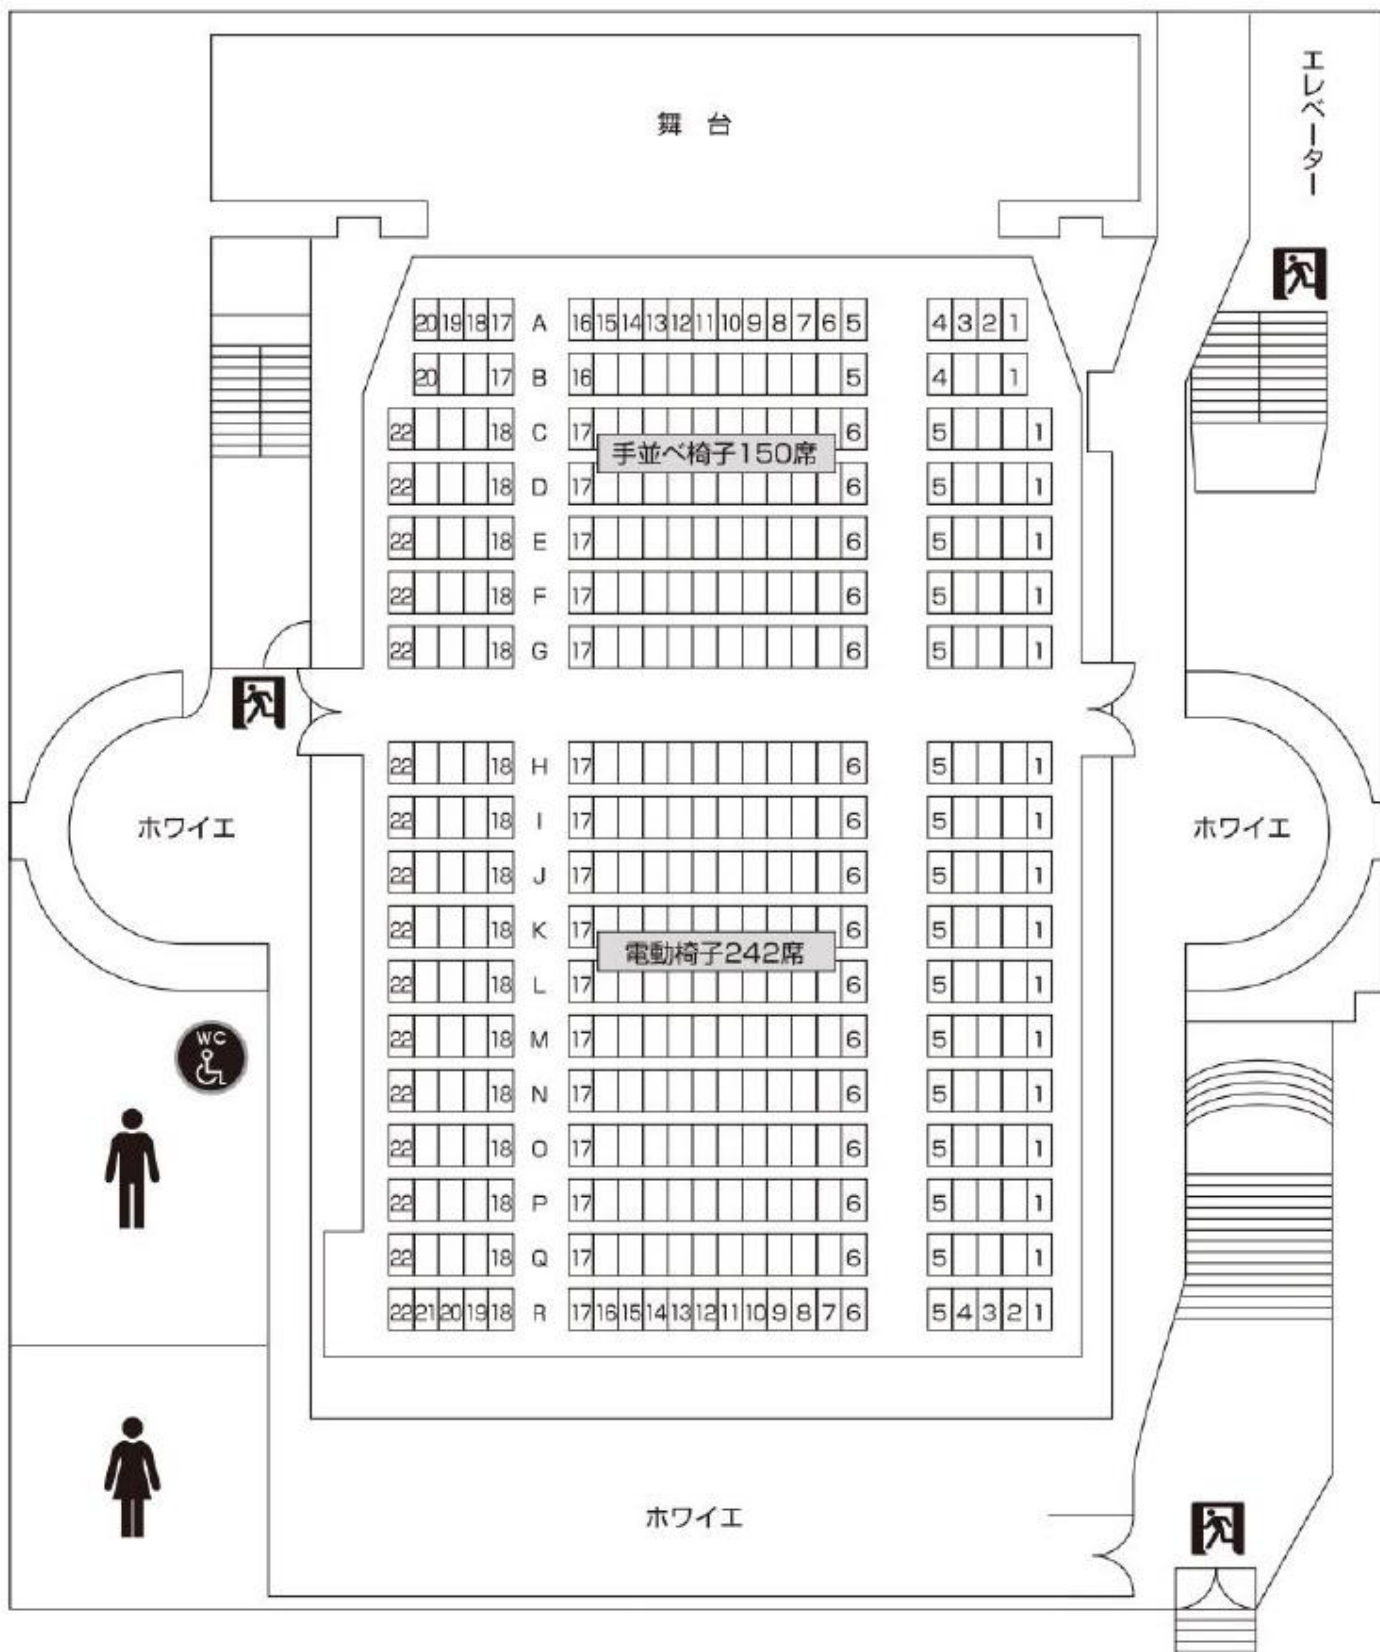 舞 台
エレベーター
20 19 18 17 A 16 15 14 13 12 11 10 9 8 7 6 5 4 3 2 1
20 17 B 16 5 4 1
22 18 C 17 6 5 1
手並べ椅子150席
22 18 D 17 6 5 1
22 18 E 17 6 5 1
22 18 F 17 6 5 1
22 18 G 17 6 5 1
22 18 H 17 6 5 1
22 18 I 17 6 5 1
ホワイエ
ホワイエ
22 18 J 17 6 5 1
22 18 K 17 6 5 1
電動椅子242席
22 18 L 17 6 5 1
22 18 M 17 6 5 1
WC
22 18 N 17 6 5 1
22 18 O 17 6 5 1
22 18 P 17 6 5 1
22 18 Q 17 6 5 1
22 21 20 19 18 R 17 16 15 14 13 12 11 10 9 8 7 6 5 4 3 2 1
ホワイエ